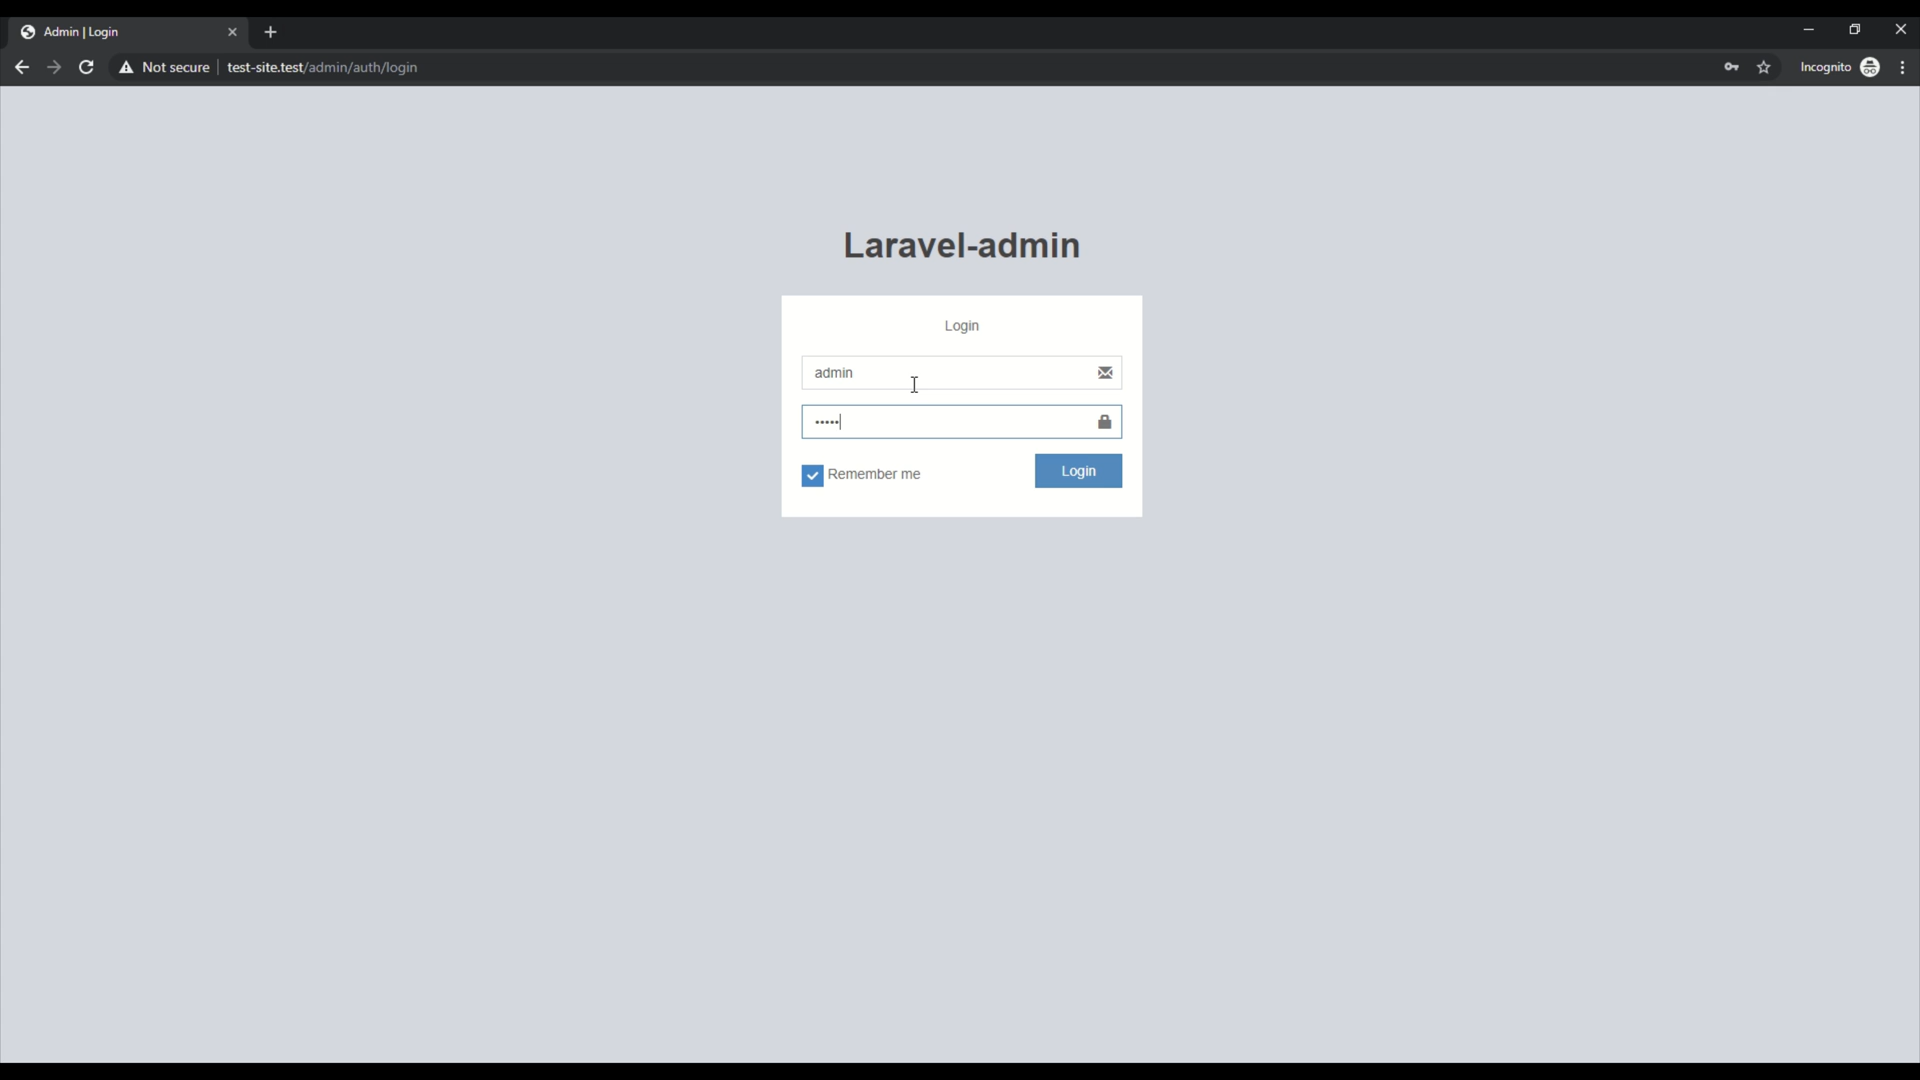 Admin | Login
Not secure
test-site.test/admin/auth/login
Incognito
Laravel-admin
Login
admin
•••••
Remember me
Login